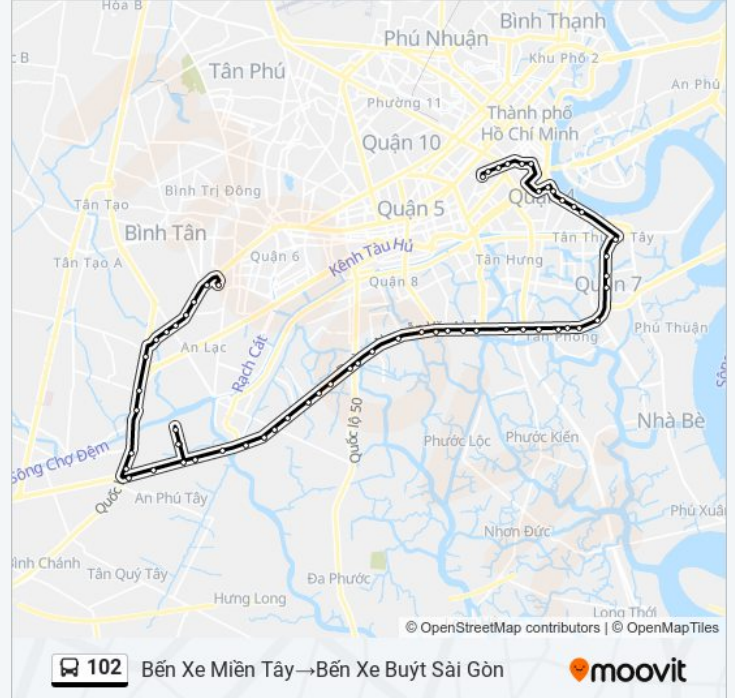 Hòa B
Bình Thạnh
Phú Nhuận
Khu Phố 2
c B
Tân Phú
An Phú
Phường 11
Thành phố
Hồ Chí Minh
Quận 10
Bình Trị Đông
Tân Tạo
Quận 5
Bình Tân
Tân Tạo A
Quận 6
Kênh Tàu Hủ
Tân Hưng
Quận 8
Quận 7
Phú Thuận
An Lạc
Rạch Cát
Tân Phong
Nhà Bè
Quốc lộ 50
Phước Lộc
Phước Kiển
Sông Chợ Đệm
An Phú Tây
Nhơn Đức
Phú Xuân
Bình Chánh
Tân Quý Tây
Đa Phước
Hưng Long
Long Thới
© OpenStreetMap contributors | © OpenMapTiles
102 Bến Xe Miền Tây→Bến Xe Buýt Sài Gòn
moovit